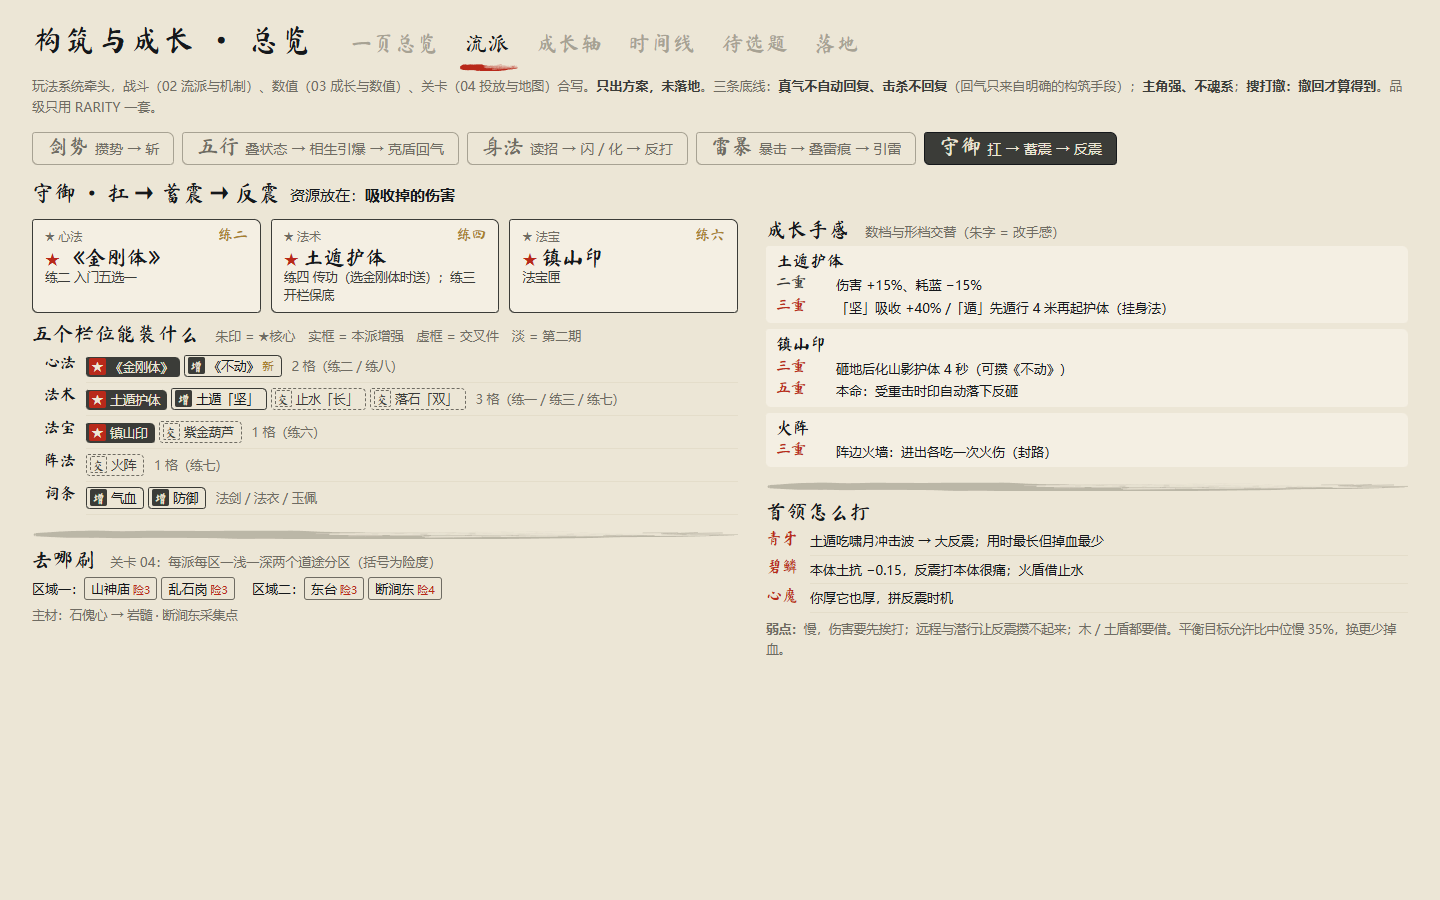 构筑与成长 · 总览
一页总览 流派 成长轴 时间线 待选题 落地
玩法系统牵头，战斗（02 流派与机制）、数值（03 成长与数值）、关卡（04 投放与地图）合写。只出方案，未落地。三条底线：真气不自动回复、击杀不回复（回气只来自明确的构筑手段）；主角强、不魂系；搜打撤：撤回才算得到。品
级只用 RARITY 一套。
剑势 攒势 → 斩
五行 叠状态 → 相生引爆 → 克盾回气
身法 读招 → 闪 / 化 → 反打
雷暴 暴击 → 叠雷痕 → 引雷
守御 扛 → 蓄震 → 反震
守御 · 扛 → 蓄震 → 反震 资源放在：吸收掉的伤害
★ 心法 练二
★ 《金刚体》
练二 入门五选一
★ 法术 练四
★ 土遁护体
练四 传功（选金刚体时送）；练三
开栏保底
★ 法宝 练六
★ 镇山印
法宝匣
五个栏位能装什么 朱印 = ★核心 实框 = 本派增强 虚框 = 交叉件 淡 = 第二期
心法 ★ 《金刚体》 增 《不动》 新 2 格（练二 / 练八）
法术 ★ 土遁护体 增 土遁「坚」 交 止水「长」 交 落石「双」 3 格（练一 / 练三 / 练七）
法宝 ★ 镇山印 交 紫金葫芦 1 格（练六）
阵法 交 火阵 1 格（练七）
词条 增 气血 增 防御 法剑 / 法衣 / 玉佩
去哪刷 关卡 04：每派每区一浅一深两个道途分区（括号为险度）
区域一： 山神庙 险3 乱石岗 险3 区域二： 东台 险3 断涧东 险4
主材：石傀心 → 岩髓 · 断涧东采集点
成长手感 数档与形档交替（朱字 = 改手感）
土遁护体
二重 伤害 +15%、耗蓝 −15%
三重 「坚」吸收 +40% /「遁」先遁行 4 米再起护体（挂身法）
镇山印
三重 砸地后化山影护体 4 秒（可攒《不动》）
五重 本命：受重击时印自动落下反砸
火阵
三重 阵边火墙：进出各吃一次火伤（封路）
首领怎么打
青牙 土遁吃啸月冲击波 → 大反震；用时最长但掉血最少
碧鳞 本体土抗 −0.15，反震打本体很痛；火盾借止水
心魔 你厚它也厚，拼反震时机
弱点：慢，伤害要先挨打；远程与潜行让反震攒不起来；木 / 土盾都要借。平衡目标允许比中位慢 35%，换更少掉
血。